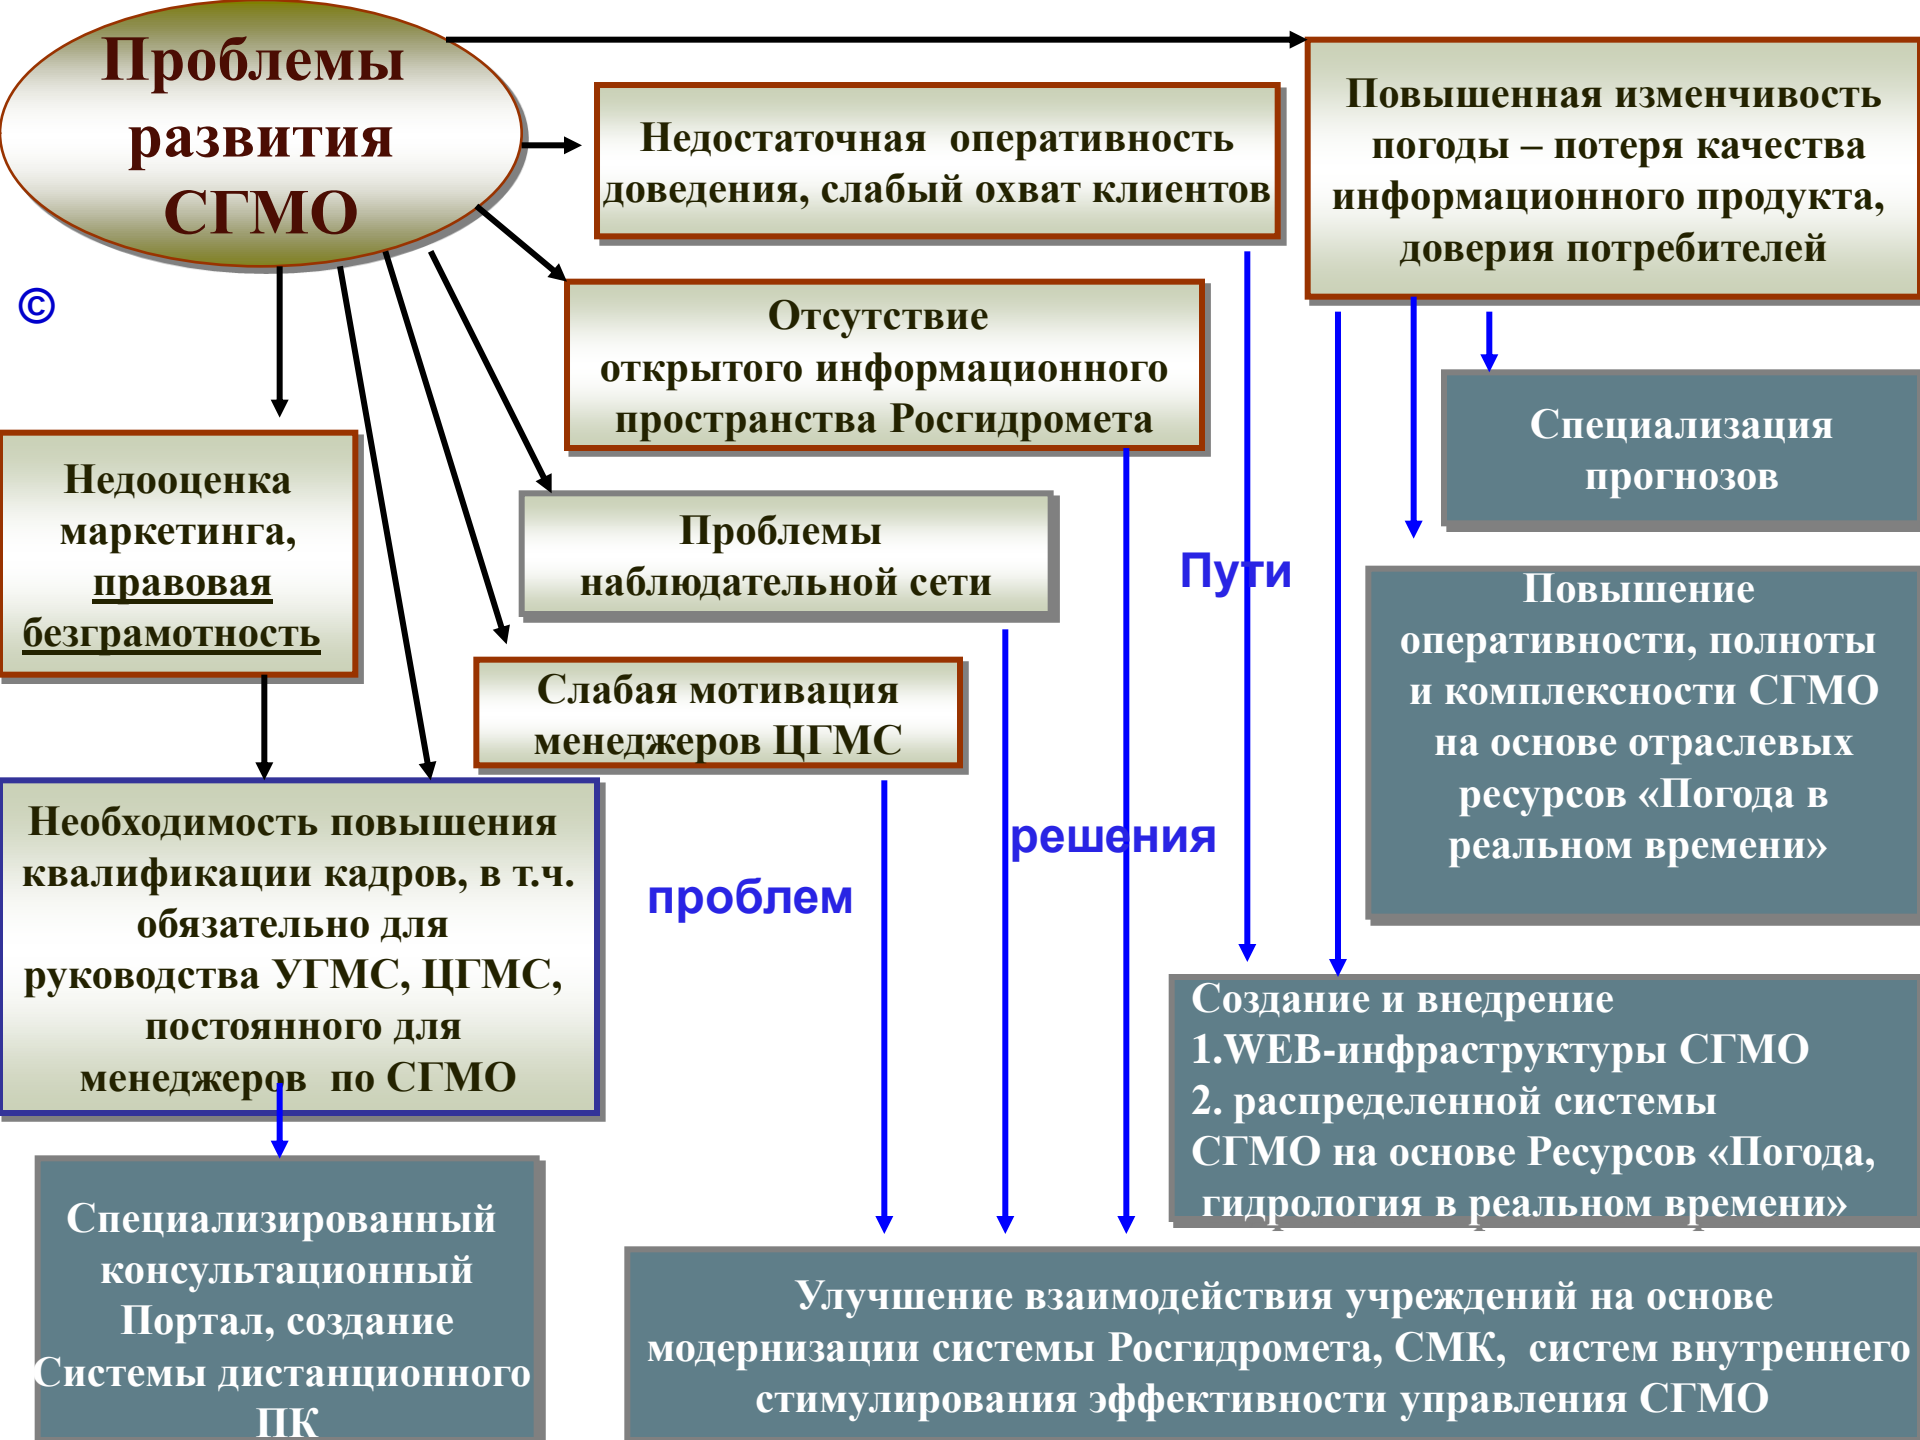 Проблемы
развития
СГМО
©
Недостаточная  оперативность
доведения, слабый охват клиентов
Повышенная изменчивость
погоды – потеря качества
информационного продукта,
доверия потребителей
Отсутствие
открытого информационного
пространства Росгидромета
Специализация
прогнозов
Недооценка
маркетинга,
правовая
безграмотность
Проблемы
наблюдательной сети
Пути
Повышение
оперативности, полноты
и комплексности СГМО
на основе отраслевых
ресурсов «Погода в
реальном времени»
Слабая мотивация
менеджеров ЦГМС
решения
проблем
Необходимость повышения
квалификации кадров, в т.ч.
обязательно для
руководства УГМС, ЦГМС,
постоянного для
менеджеров  по СГМО
Создание и внедрение
1.WEB-инфраструктуры СГМО
2. распределенной системы
СГМО на основе Ресурсов «Погода,
гидрология в реальном времени»
Специализированный
консультационный
Портал, создание
Системы дистанционного
ПК
Улучшение взаимодействия учреждений на основе
модернизации системы Росгидромета, СМК,  систем внутреннего
стимулирования эффективности управления СГМО